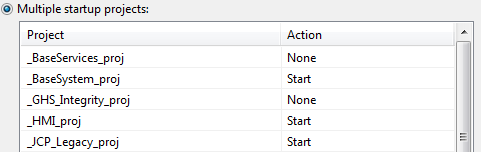 Multiple startup projects:
Project Action
_BaseServices_proj None
_BaseSystem_proj Start
_GHS_Integrity_proj None
_HMI_proj Start
_JCP_Legacy_proj Start